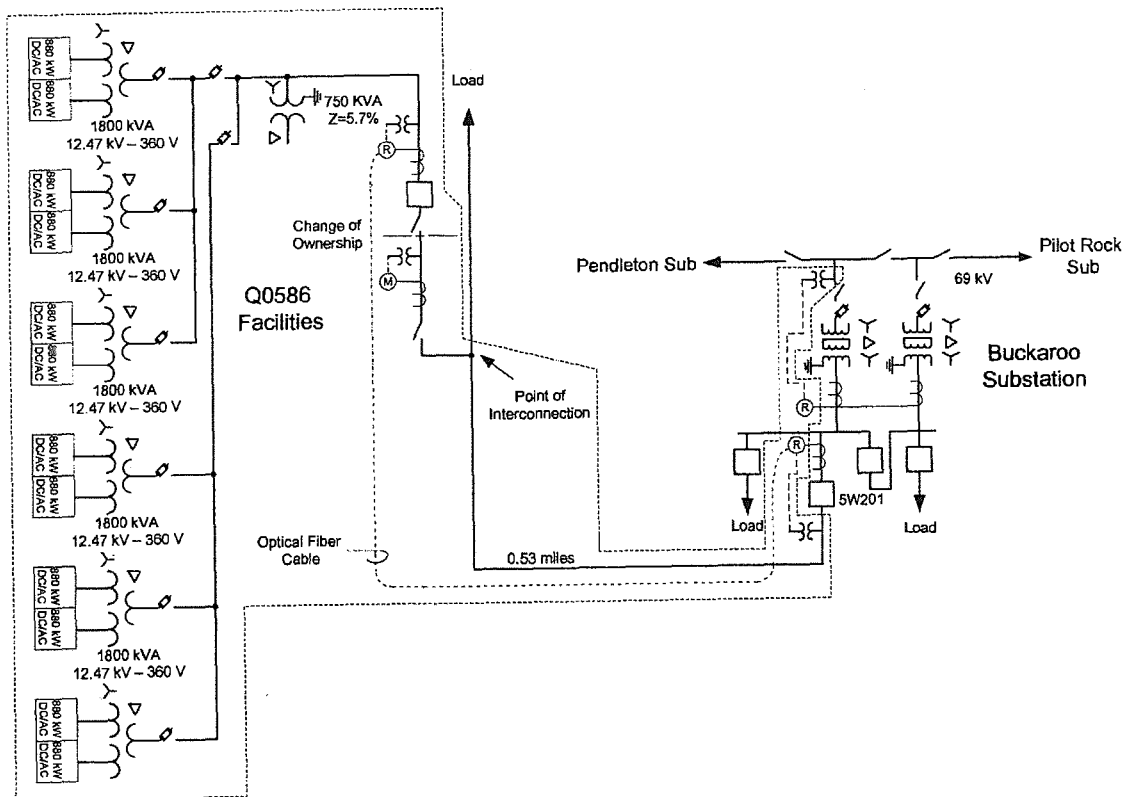 880 kW
DC/AC
880 kW
DC/AC
1800 kVA
12.47 kV – 360 V
880 kW
DC/AC
880 kW
DC/AC
1800 kVA
12.47 kV – 360 V
880 kW
DC/AC
880 kW
DC/AC
1800 kVA
12.47 kV – 360 V
880 kW
DC/AC
880 kW
DC/AC
1800 kVA
12.47 kV – 360 V
880 kW
DC/AC
880 kW
DC/AC
1800 kVA
12.47 kV – 360 V
880 kW
DC/AC
880 kW
DC/AC
750 KVA
Z=5.7%
R
Change of
Ownership
M
Q0586
Facilities
Load
Point of
Interconnection
Optical Fiber
Cable
0.53 miles
Pendleton Sub
Pilot Rock
Sub
69 kV
Buckaroo
Substation
R
R
5W201
Load
Load